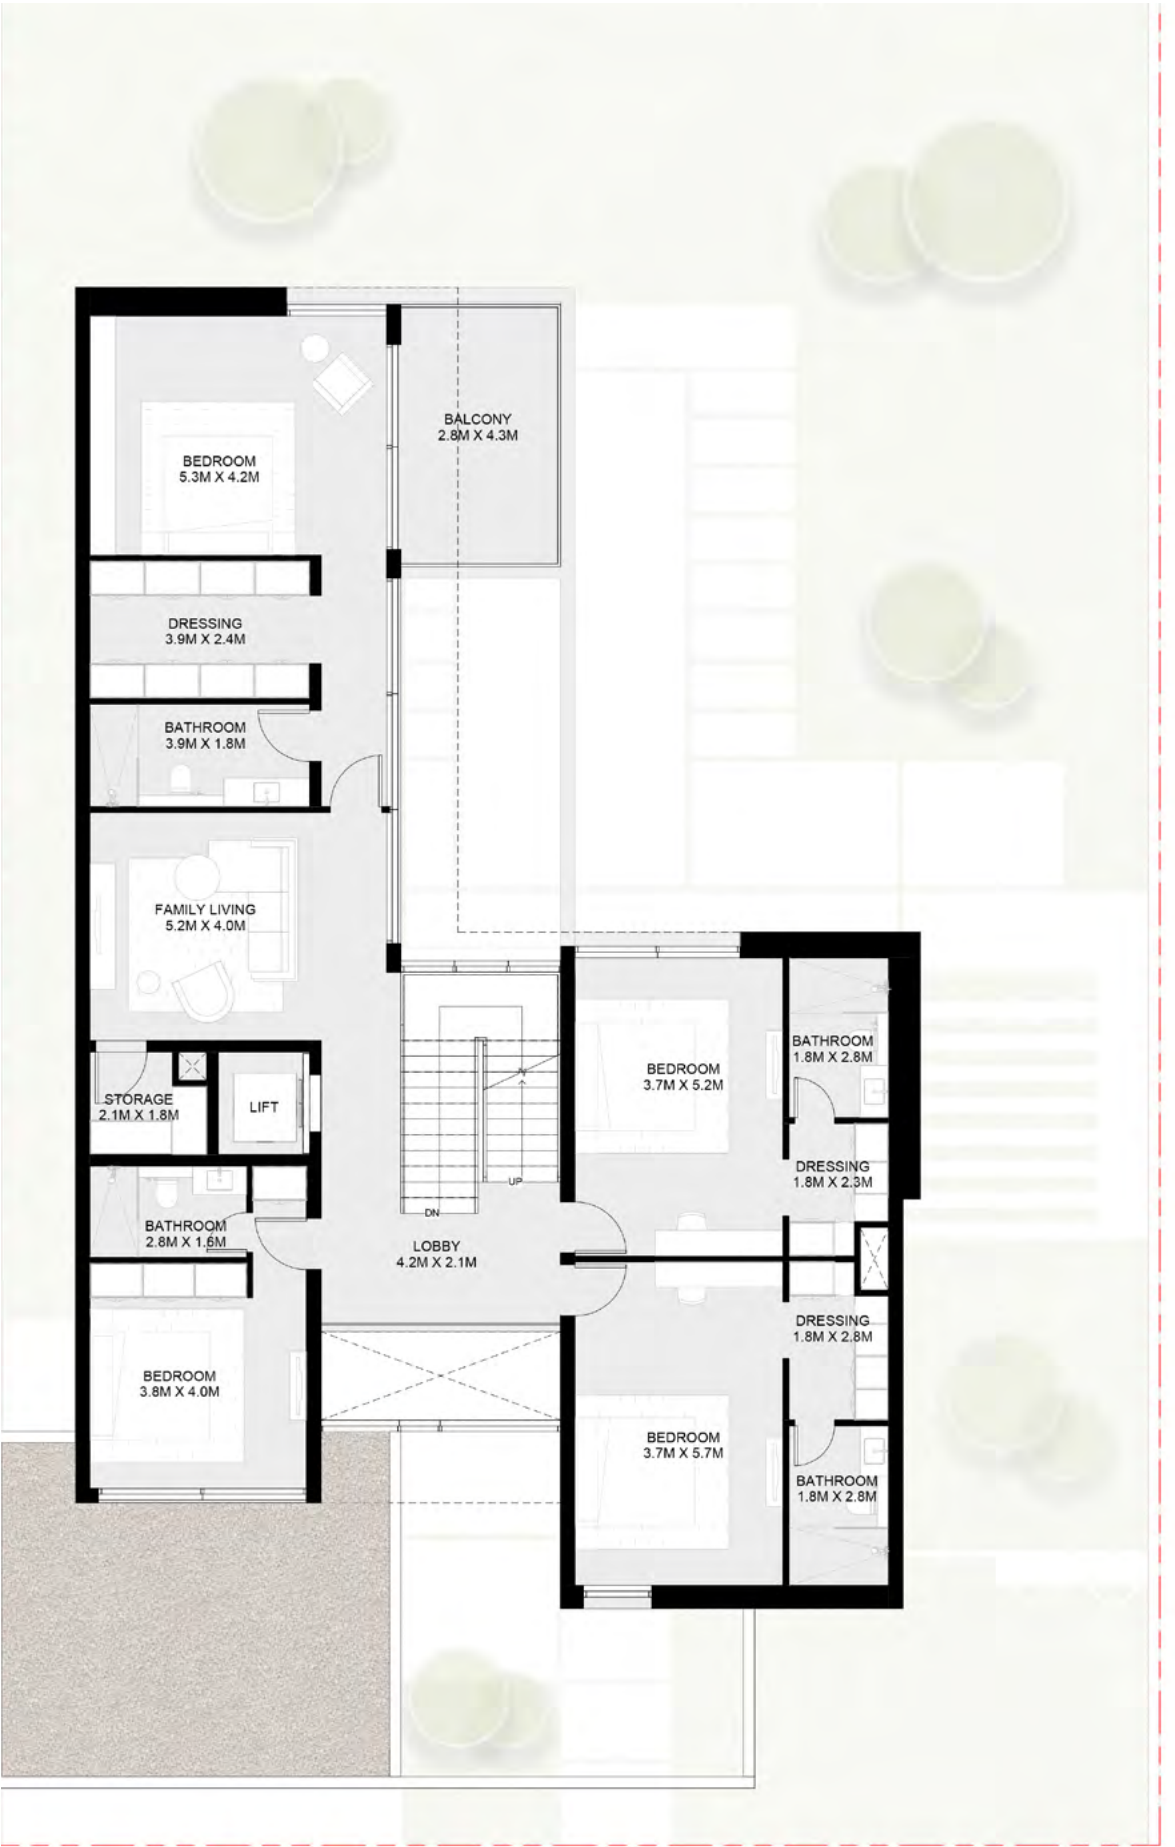 BALCONY
2.8M X 4.3M
BEDROOM
5.3M X 4.2M
DRESSING
3.9M X 2.4M
BATHROOM
3.9M X 1.8M
FAMILY LIVING
5.2M X 4.0M
BEDROOM
3.7M X 5.2M
BATHROOM
1.8M X 2.8M
STORAGE
2.1M X 1.8M
LIFT
DRESSING
1.8M X 2.3M
UP
DN
BATHROOM
2.8M X 1.6M
LOBBY
4.2M X 2.1M
DRESSING
1.8M X 2.8M
BEDROOM
3.8M X 4.0M
BEDROOM
3.7M X 5.7M
BATHROOM
1.8M X 2.8M